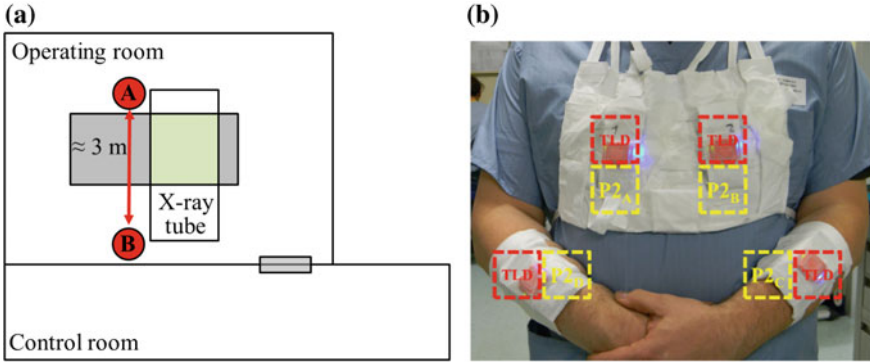 (a)
Operating room
A
≈ 3 m
X-ray
tube
B
Control room
(b)
TLD
TLD
P2A
P2B
TLD
P2D
P2C
TLD